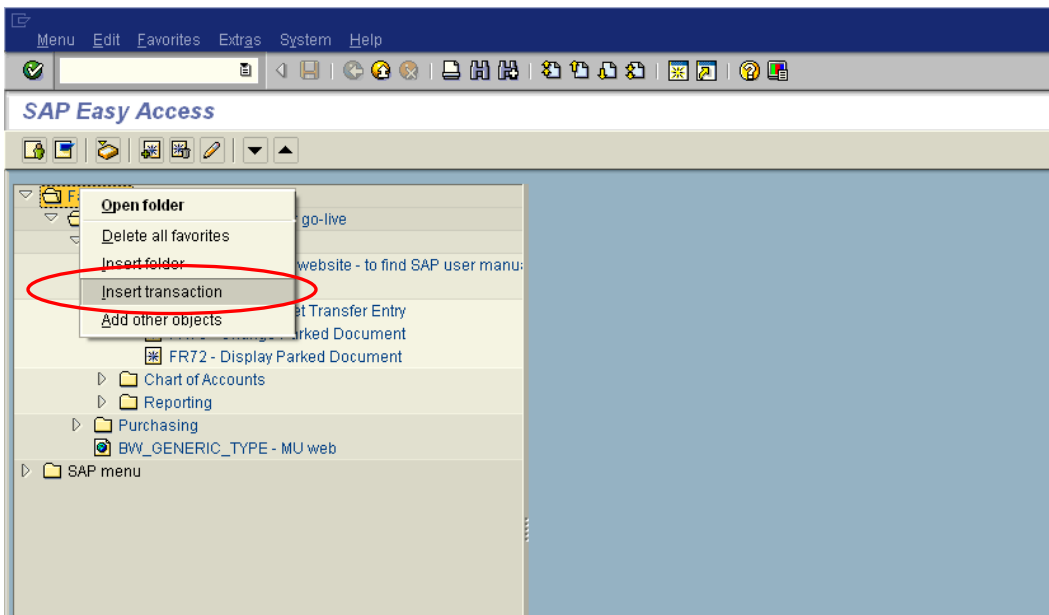 Menu Edit Favorites Extras System Help
SAP Easy Access
Open folder
go-live
Delete all favorites
Insert folder
website - to find SAP user manu
Insert transaction
et Transfer Entry
Add other objects
Parked Document
FR72 - Display Parked Document
Chart of Accounts
Reporting
Purchasing
BW_GENERIC_TYPE - MU web
SAP menu